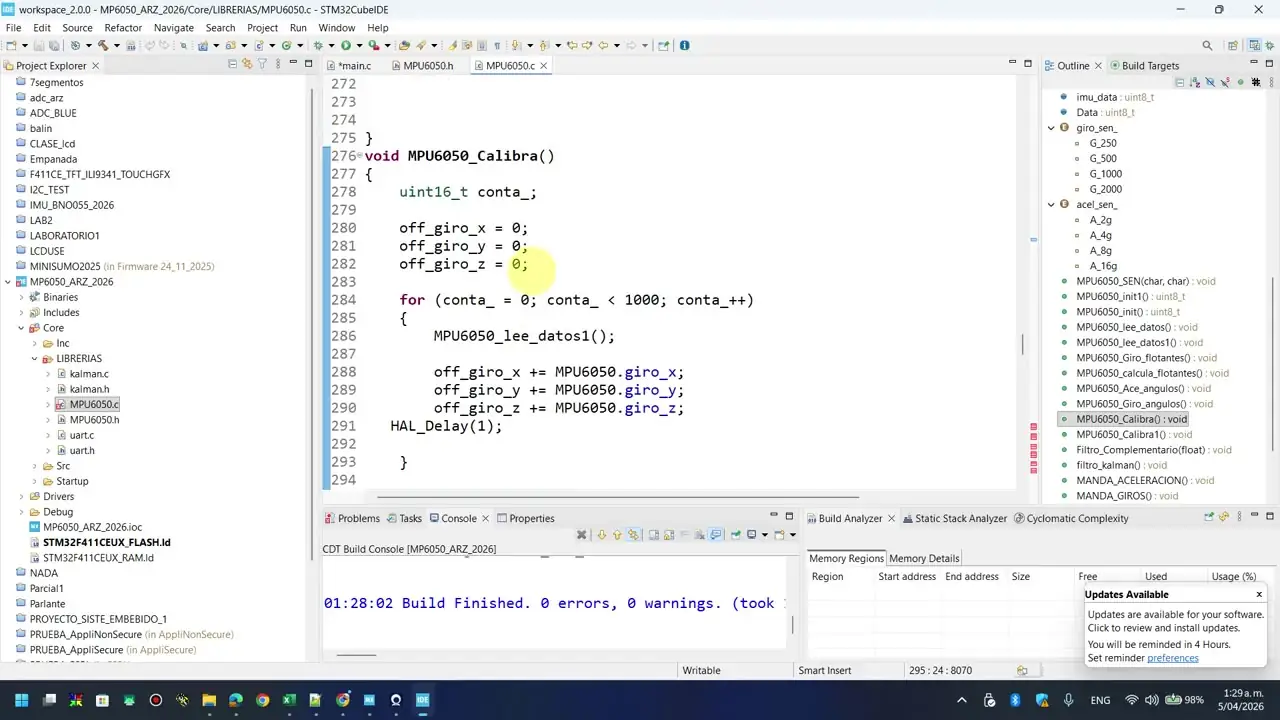 workspace_2.0.0 - MP6050_ARZ_2026/Core/LIBRERIAS/MPU6050.c - STM32CubeIDE
File Edit Source Refactor Navigate Search Project Run Window Help
Project Explorer
7segmentos
adc_arz
ADC_BLUE
balin
CLASE_lcd
Empanada
F411CE_TFT_ILI9341_TOUCHGFX
I2C_TEST
IMU_BNO055_2026
LAB2
LABORATORIO1
LCDUSE
MINISUMO2025 (in Firmware 24_11_2025)
MP6050_ARZ_2026
Binaries
Includes
Core
Inc
LIBRERIAS
kalman.c
kalman.h
MPU6050.c
MPU6050.h
uart.c
uart.h
Src
Startup
Drivers
Debug
MP6050_ARZ_2026.ioc
STM32F411CEUX_FLASH.ld
STM32F411CEUX_RAM.ld
NADA
Parcial1
Parlante
PROYECTO_SISTE_EMBEBIDO_1
PRUEBA_AppliNonSecure (in AppliNonSecure)
PRUEBA_AppliSecure (in AppliSecure)
*main.c MPU6050.h MPU6050.c
272
273
274
275 }
276 void MPU6050_Calibra()
277 {
278 uint16_t conta_;
279
280 off_giro_x = 0;
281 off_giro_y = 0;
282 off_giro_z = 0;
283
284 for (conta_ = 0; conta_ < 1000; conta_++)
285 {
286 MPU6050_lee_datos1();
287
288 off_giro_x += MPU6050.giro_x;
289 off_giro_y += MPU6050.giro_y;
290 off_giro_z += MPU6050.giro_z;
291 HAL_Delay(1);
292
293 }
294
Outline Build Targets
imu_data : uint8_t
Data : uint8_t
giro_sen_
G_250
G_500
G_1000
G_2000
acel_sen_
A_2g
A_4g
A_8g
A_16g
MPU6050_SEN(char, char) : void
MPU6050_init1() : uint8_t
MPU6050_init() : uint8_t
MPU6050_lee_datos() : void
MPU6050_lee_datos1() : void
MPU6050_Giro_flotantes() : void
MPU6050_calcula_flotantes() : void
MPU6050_Ace_angulos() : void
MPU6050_Giro_angulos() : void
MPU6050_Calibra() : void
MPU6050_Calibra1() : void
Filtro_Complementario(float) : void
filtro_kalman() : void
MANDA_ACELERACION() : void
MANDA_GIROS() : void
Problems Tasks Console Properties
CDT Build Console [MP6050_ARZ_2026]
01:28:02 Build Finished. 0 errors, 0 warnings. (took
Build Analyzer Static Stack Analyzer Cyclomatic Complexity
Memory Regions Memory Details
Region Start address End address Size Free Used Usage (%)
Updates Available
Updates are available for your software.
Click to review and install updates.
You will be reminded in 4 Hours.
Set reminder preferences
Writable Smart Insert 295 : 24 : 8070
ENG 98% 1:29 a. m.
5/04/2026